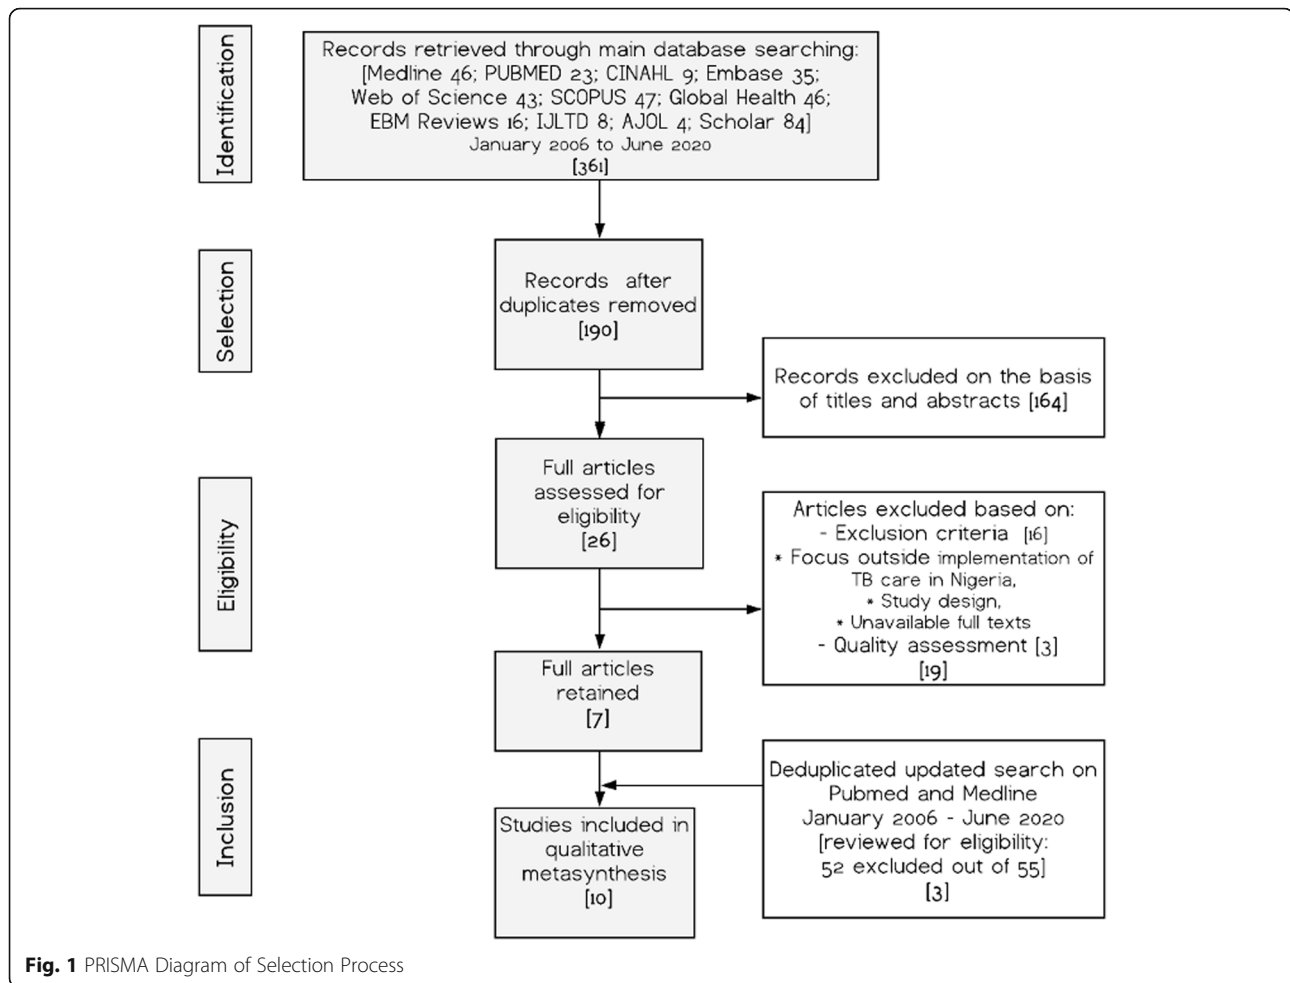 Identification
Records retrieved through main database searching:
[Medline 46; PUBMED 23; CINAHL 9; Embase 35;
Web of Science 43; SCOPUS 47; Global Health 46;
EBM Reviews 16; IJLTD 8; AJOL 4; Scholar 84]
January 2006 to June 2020
[361]
Selection
Records after
duplicates removed
[190]
Records excluded on the basis
of titles and abstracts [164]
Eligibility
Full articles
assessed for
eligibility
[26]
Articles excluded based on:
- Exclusion criteria [16]
* Focus outside implementation of
TB care in Nigeria,
* Study design,
* Unavailable full texts
- Quality assessment [3]
[19]
Full articles
retained
[7]
Inclusion
Deduplicated updated search on
Pubmed and Medline
January 2006 - June 2020
[reviewed for eligibility:
52 excluded out of 55]
[3]
Studies included in
qualitative
metasynthesis
[10]
Fig. 1 PRISMA Diagram of Selection Process